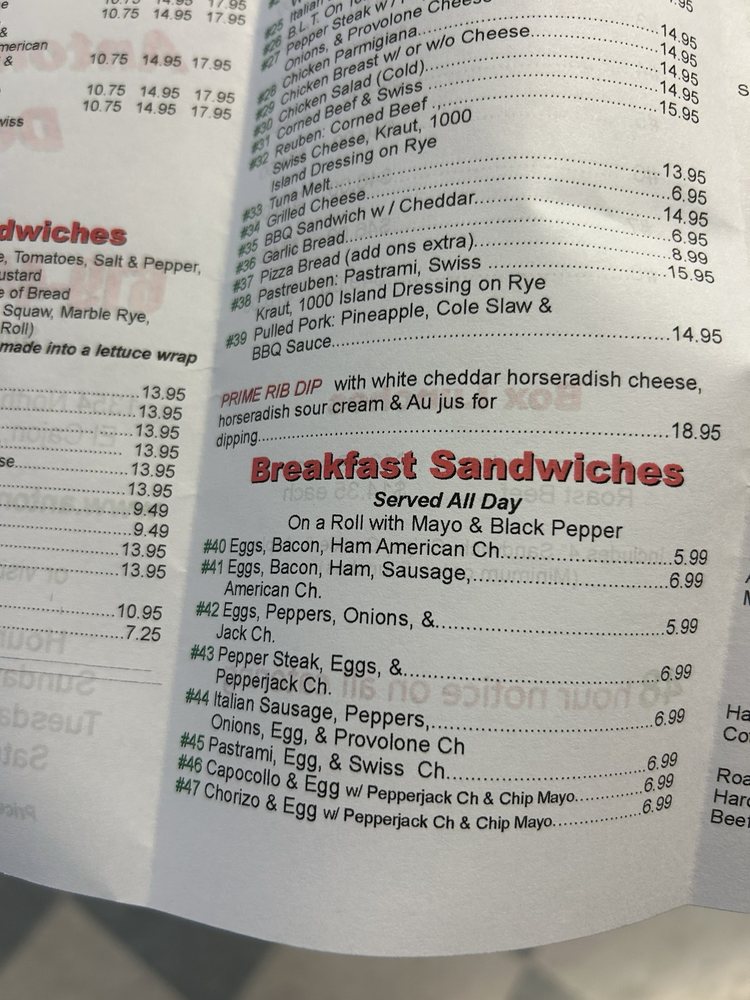 17.95
10.75 14.95 17.95
&
American
&
10.75 14.95 17.95
10.75 14.95 17.95
10.75 14.95 17.95
dwiches
e, Tomatoes, Salt & Pepper,
ustard
e of Bread
Squaw, Marble Rye,
Roll)
made into a lettuce wrap
13.95
13.95
13.95
13.95
13.95
13.95
9.49
9.49
13.95
13.95
10.95
7.25
#25 Italian
#26 B.L.T. On To
#27 Pepper Steak w/
Onions, & Provolone Cheese
#28 Chicken Parmigiana 14.95
#29 Chicken Breast w/ or w/o Cheese 14.95
#30 Chicken Salad (Cold) 14.95
#31 Corned Beef & Swiss 14.95
#32 Reuben: Corned Beef 15.95
Swiss Cheese, Kraut, 1000
Island Dressing on Rye
#33 Tuna Melt 13.95
#34 Grilled Cheese 6.95
#35 BBQ Sandwich w / Cheddar 14.95
#36 Garlic Bread 6.95
#37 Pizza Bread (add ons extra) 8.99
#38 Pastreuben: Pastrami, Swiss 15.95
Kraut, 1000 Island Dressing on Rye
#39 Pulled Pork: Pineapple, Cole Slaw &
BBQ Sauce 14.95
PRIME RIB DIP with white cheddar horseradish cheese,
horseradish sour cream & Au jus for
dipping 18.95
Breakfast Sandwiches
Served All Day
On a Roll with Mayo & Black Pepper
#40 Eggs, Bacon, Ham American Ch. 5.99
#41 Eggs, Bacon, Ham, Sausage, 6.99
American Ch.
#42 Eggs, Peppers, Onions, & 5.99
Jack Ch.
#43 Pepper Steak, Eggs, & 6.99
Pepperjack Ch.
#44 Italian Sausage, Peppers, 6.99
Onions, Egg, & Provolone Ch
#45 Pastrami, Egg, & Swiss Ch. 6.99
#46 Capocollo & Egg w/ Pepperjack Ch & Chip Mayo 6.99
#47 Chorizo & Egg w/ Pepperjack Ch & Chip Mayo 6.99
Ha
Roa
Hard
Beef